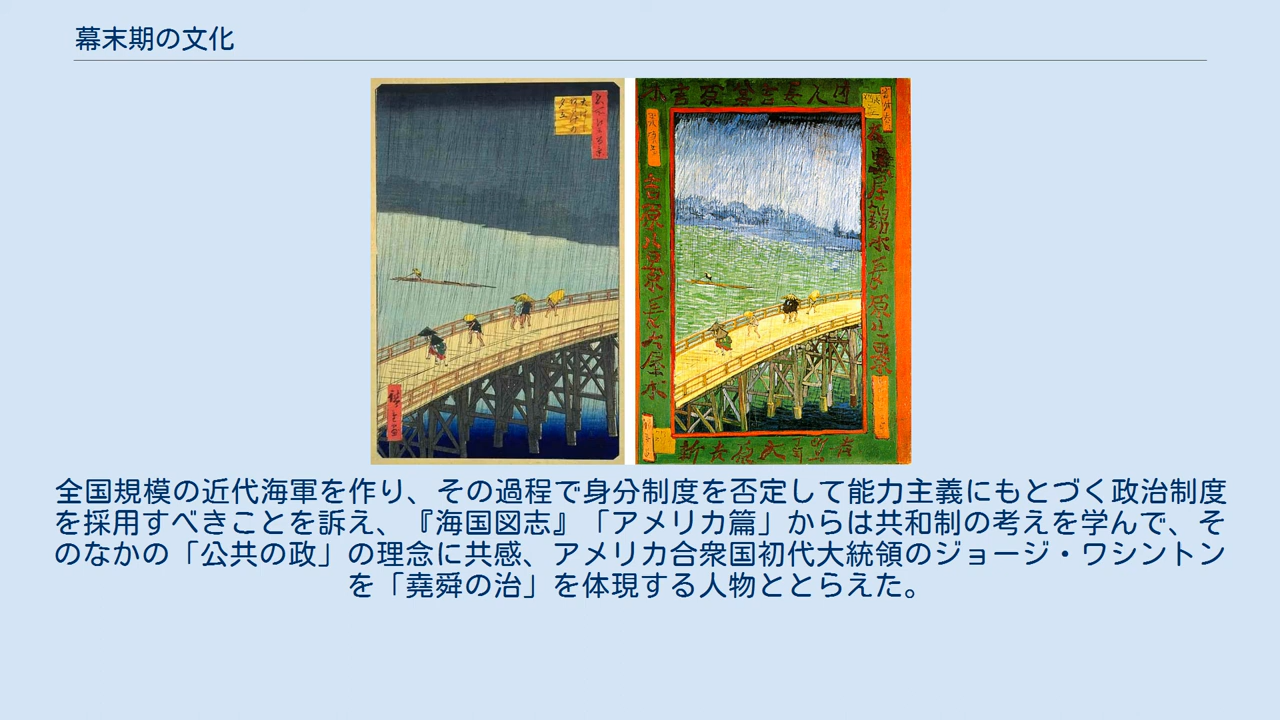 幕末期の文化
全国規模の近代海軍を作り、その過程で身分制度を否定して能力主義にもとづく政治制度
を採用すべきことを訴え、『海国図志』「アメリカ篇」からは共和制の考えを学んで、そ
のなかの「公共の政」の理念に共感、アメリカ合衆国初代大統領のジョージ・ワシントン
を「堯舜の治」を体現する人物ととらえた。